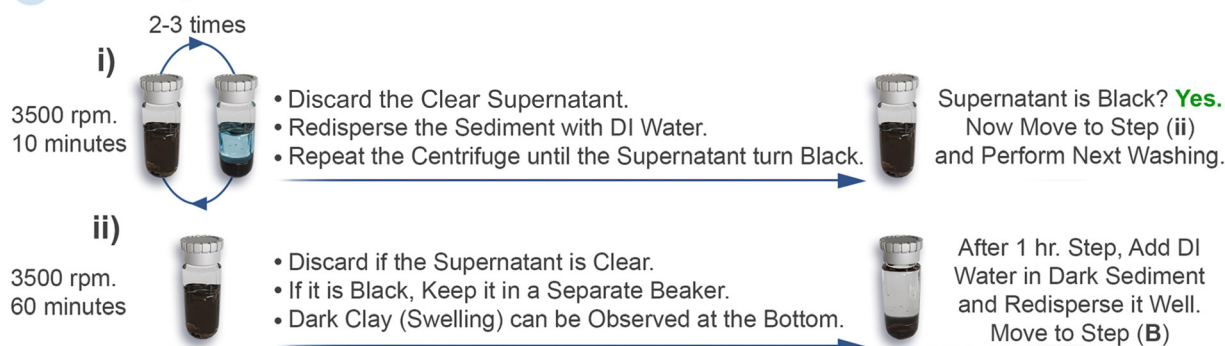 2-3 times
i)
3500 rpm.
10 minutes
• Discard the Clear Supernatant.
• Redisperse the Sediment with DI Water.
• Repeat the Centrifuge until the Supernatant turn Black.
Supernatant is Black? Yes.
Now Move to Step (ii)
and Perform Next Washing.
ii)
3500 rpm.
60 minutes
• Discard if the Supernatant is Clear.
• If it is Black, Keep it in a Separate Beaker.
• Dark Clay (Swelling) can be Observed at the Bottom.
After 1 hr. Step, Add DI
Water in Dark Sediment
and Redisperse it Well.
Move to Step (B)